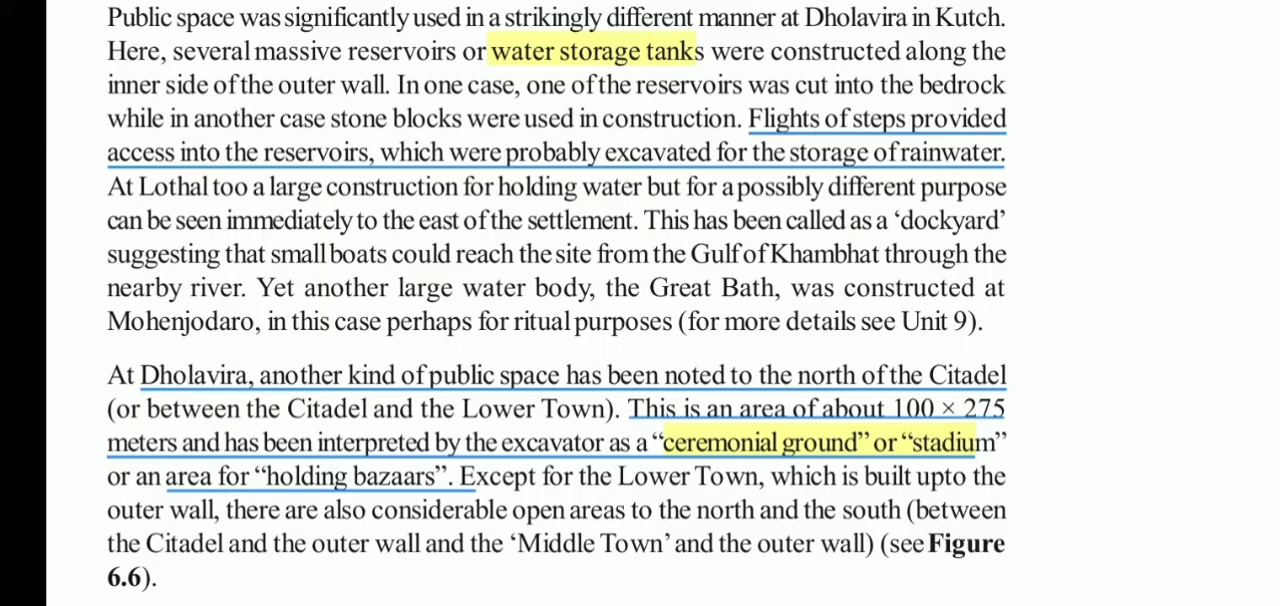 Public space was significantly used in a strikingly different manner at Dholavira in Kutch.
Here, several massive reservoirs or water storage tanks were constructed along the
inner side of the outer wall. In one case, one of the reservoirs was cut into the bedrock
while in another case stone blocks were used in construction. Flights of steps provided
access into the reservoirs, which were probably excavated for the storage of rainwater.
At Lothal too a large construction for holding water but for a possibly different purpose
can be seen immediately to the east of the settlement. This has been called as a ‘dockyard’
suggesting that small boats could reach the site from the Gulf of Khambhat through the
nearby river. Yet another large water body, the Great Bath, was constructed at
Mohenjodaro, in this case perhaps for ritual purposes (for more details see Unit 9).
At Dholavira, another kind of public space has been noted to the north of the Citadel
(or between the Citadel and the Lower Town). This is an area of about 100 × 275
meters and has been interpreted by the excavator as a “ceremonial ground” or “stadium”
or an area for “holding bazaars”. Except for the Lower Town, which is built upto the
outer wall, there are also considerable open areas to the north and the south (between
the Citadel and the outer wall and the ‘Middle Town’ and the outer wall) (see Figure
6.6).